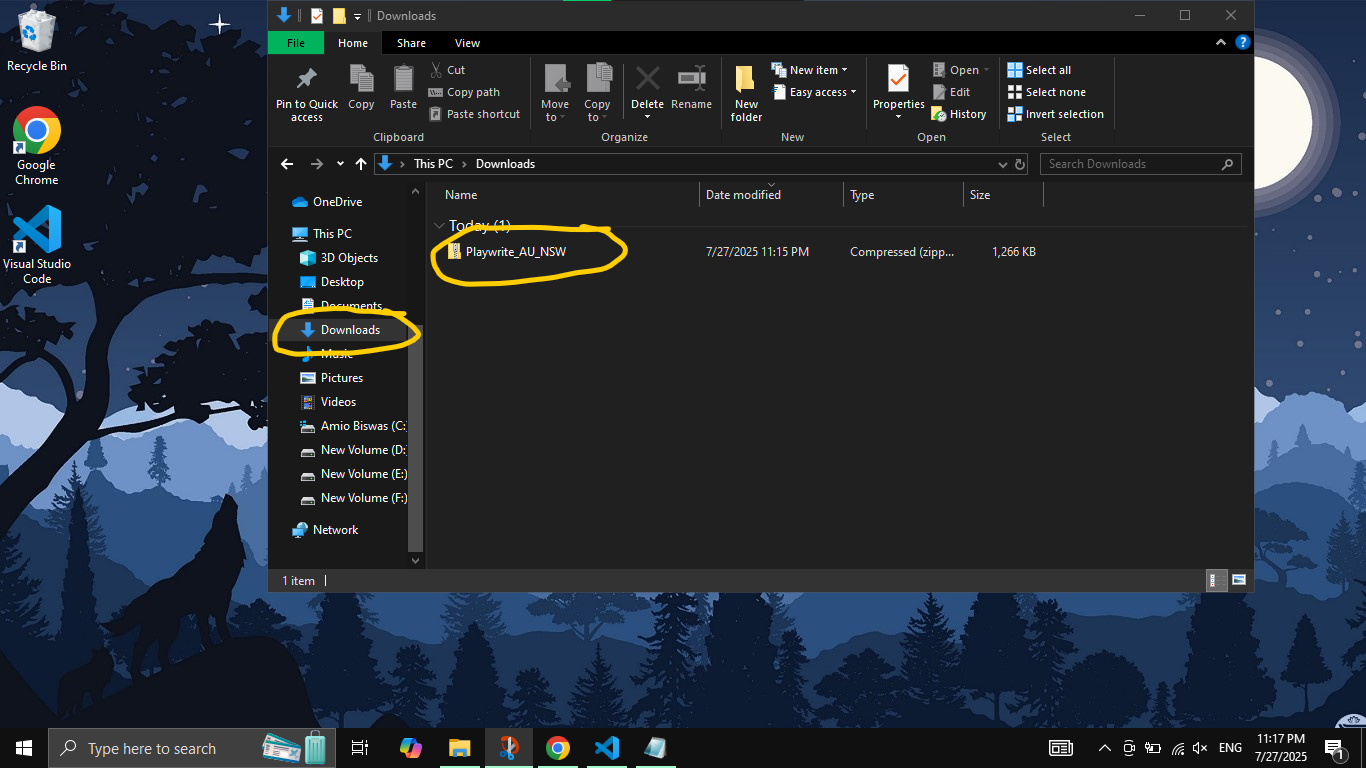 Recycle Bin
Google
Chrome
Visual Studio
Code
Downloads
File
Home
Share
View
Pin to Quick
access
Copy
Paste
Cut
Copy path
Paste shortcut
Clipboard
Move
to
Copy
to
Delete
Rename
Organize
New
folder
New item
Easy access
New
Properties
Open
Edit
History
Open
Select all
Select none
Invert selection
Select
This PC
Downloads
Search Downloads
OneDrive
This PC
3D Objects
Desktop
Documents
Downloads
Music
Pictures
Videos
Amio Biswas (C:
New Volume (D:
New Volume (E:)
New Volume (F:)
Network
Name
Date modified
Type
Size
Today (1)
Playwrite_AU_NSW
7/27/2025 11:15 PM
Compressed (zipp...
1,266 KB
1 item
Type here to search
ENG
11:17 PM
7/27/2025
1